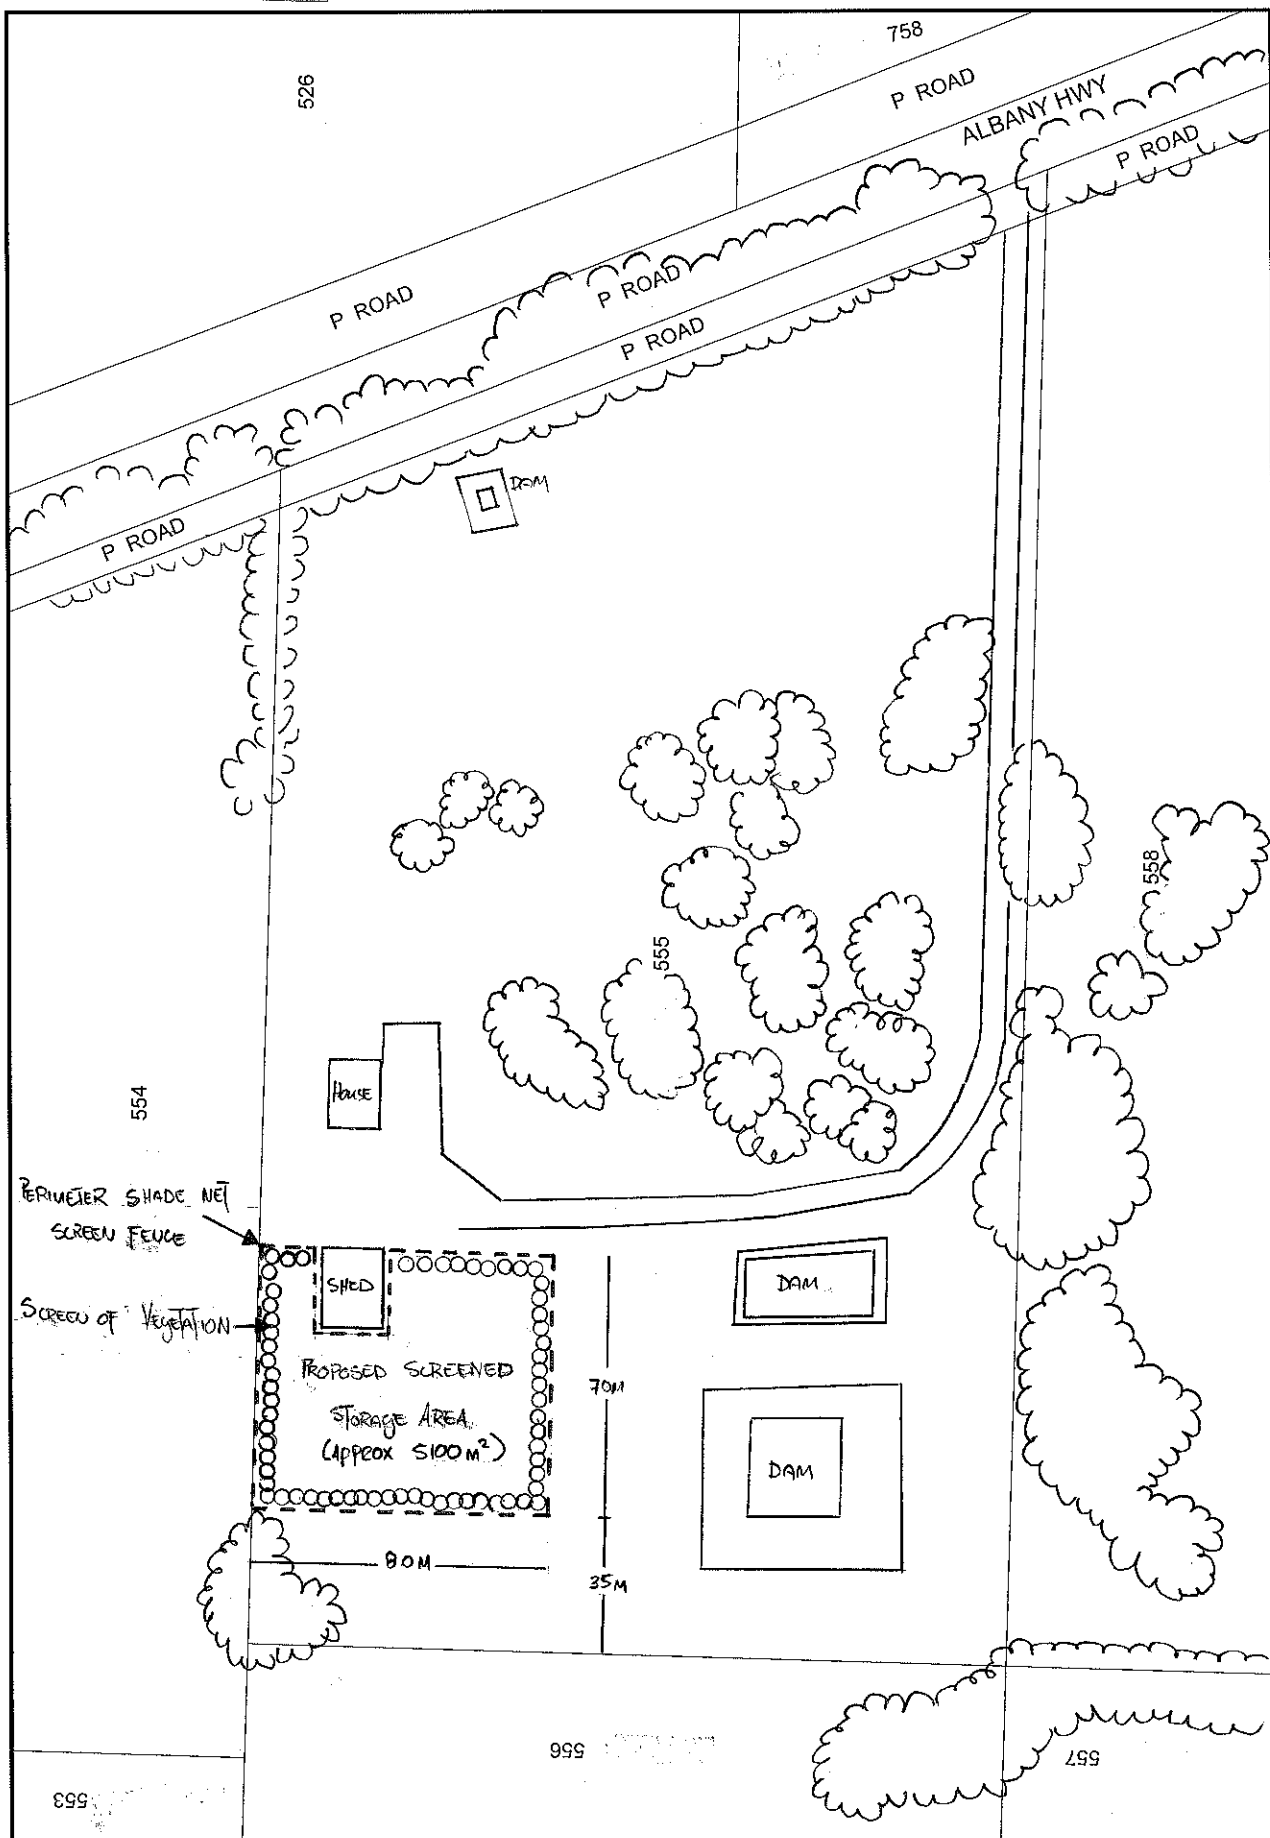 758
526
P ROAD
ALBANY HWY
P ROAD
P ROAD
P ROAD
P ROAD
DAM
P ROAD
558
555
554
HOUSE
PERIMETER SHADE NET
SCREEN FENCE
SHED
DAM
SCREEN OF VEGETATION
PROPOSED SCREENED
STORAGE AREA
(APPROX 5100 M²)
70M
DAM
80M
35M
556
557
553